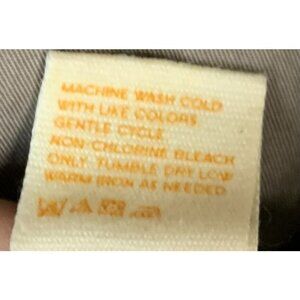 MACHINE WASH COLD
WITH LIKE COLORS
GENTLE CYCLE
NON-CHLORINE BLEACH
ONLY. TUMBLE DRY LOW
WARM IRON AS NEEDED